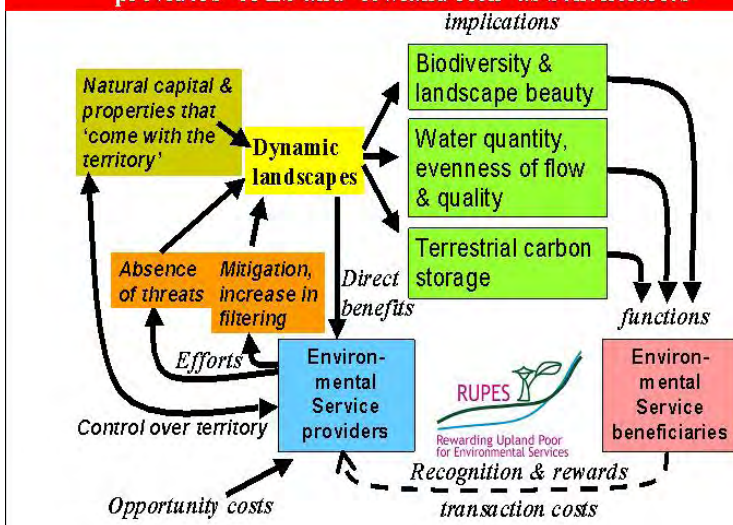 implications
Natural capital &
properties that
‘come with the
territory’
Dynamic
landscapes
Biodiversity &
landscape beauty
Water quantity,
evenness of flow
& quality
Terrestrial carbon
storage
Absence
of threats
Mitigation,
increase in
filtering
Direct
benefits
functions
Efforts
Environ-
mental
Service
providers
RUPES
Rewarding Upland Poor
for Environmental Services
Environ-
mental
Service
beneficiaries
Control over territory
Recognition & rewards
Opportunity costs
transaction costs